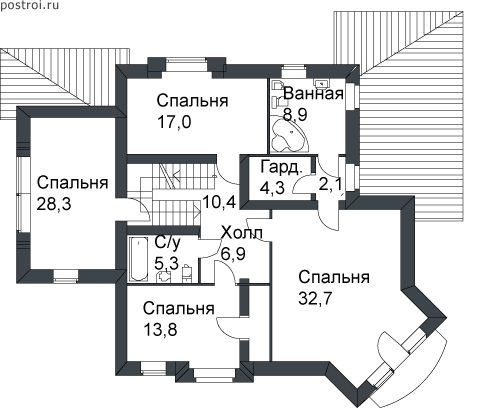 postroi.ru
Спальня
17,0
Ванная
8,9
Спальня
28,3
Гард.
4,3
2,1
10,4
С/у
5,3
Холл
6,9
Спальня
32,7
Спальня
13,8